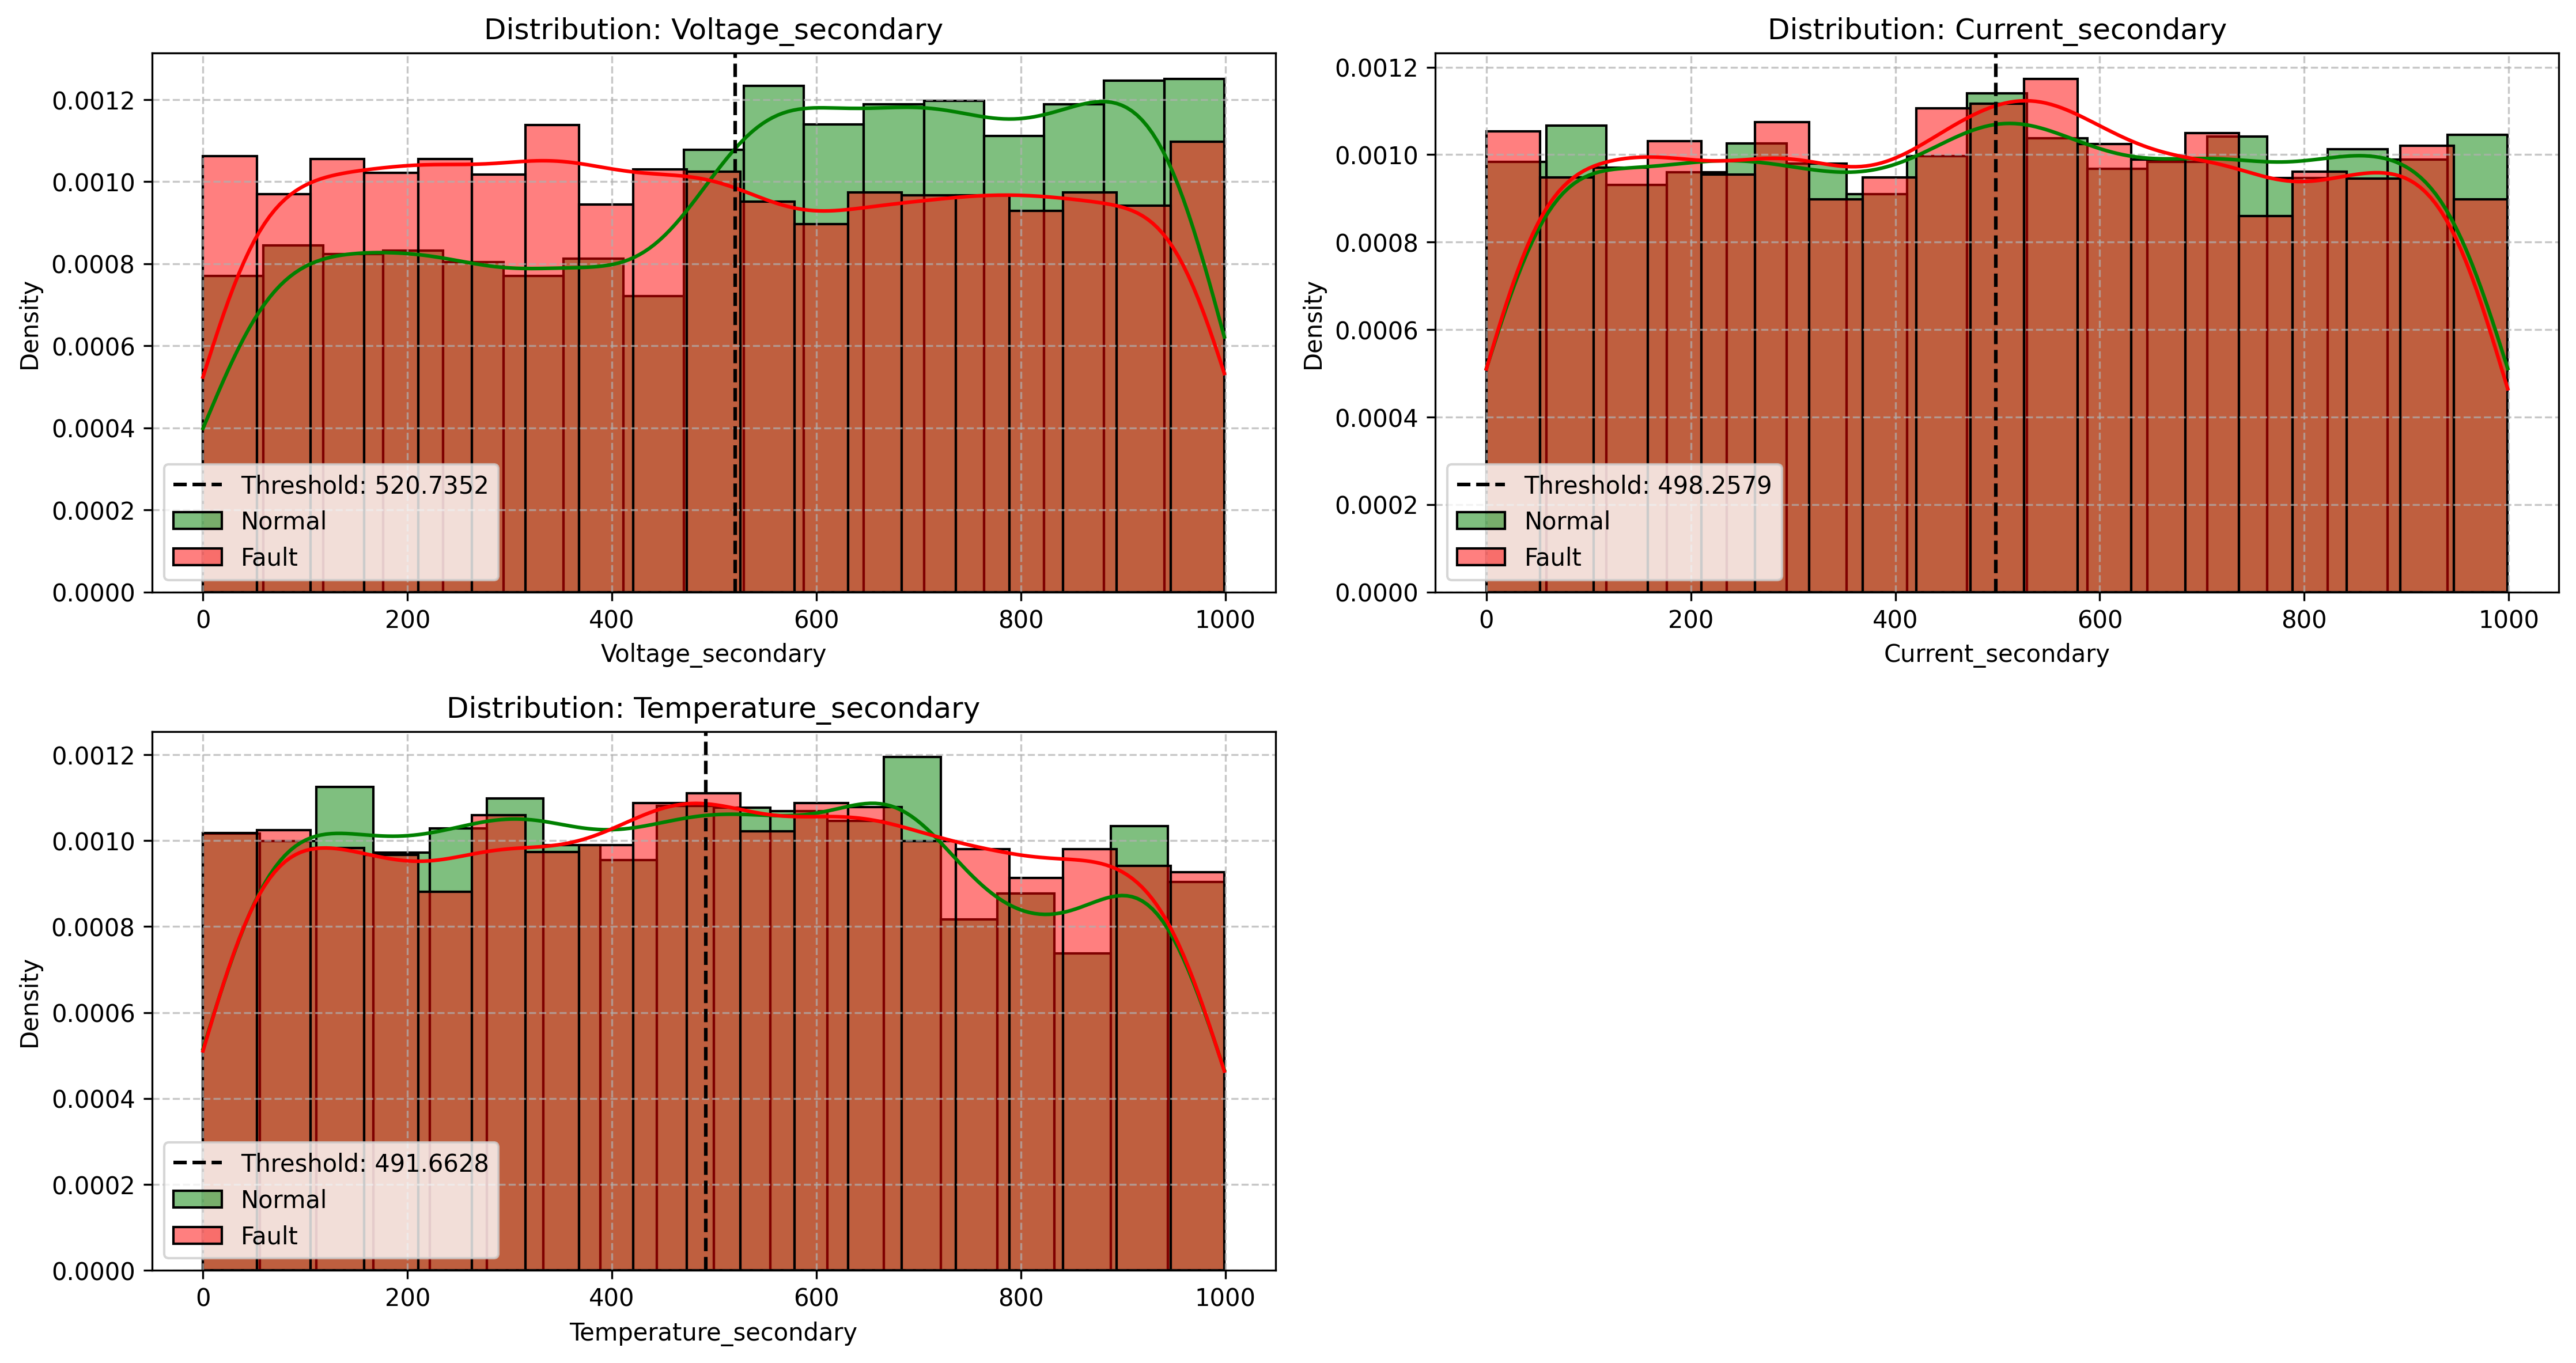 Distribution: Voltage_secondary
Density
0.0012
0.0010
0.0008
0.0006
0.0004
0.0002
0.0000
Threshold: 520.7352
Normal
Fault
0 200 400 600 800 1000
Voltage_secondary
Distribution: Current_secondary
Density
0.0012
0.0010
0.0008
0.0006
0.0004
0.0002
0.0000
Threshold: 498.2579
Normal
Fault
0 200 400 600 800 1000
Current_secondary
Distribution: Temperature_secondary
Density
0.0012
0.0010
0.0008
0.0006
0.0004
0.0002
0.0000
Threshold: 491.6628
Normal
Fault
0 200 400 600 800 1000
Temperature_secondary